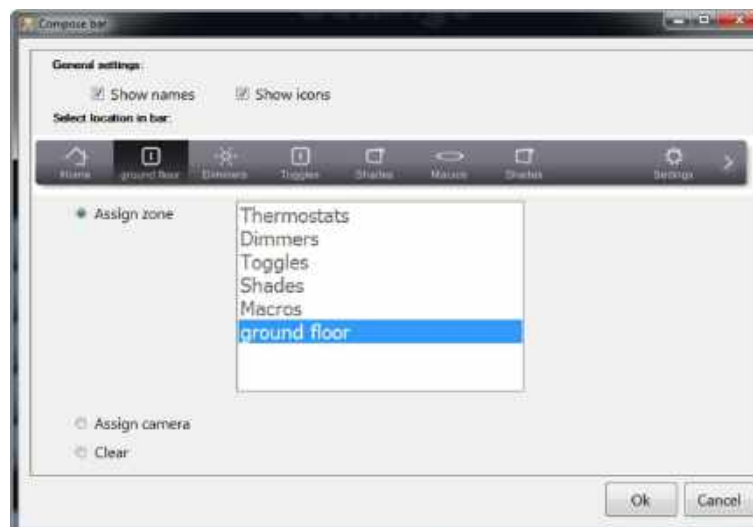 Compose bar
General settings:
Show names Show icons
Select location in bar:
Home ground floor Dimmers Toggles Shades Macros Shades Settings
Assign zone
Thermostats
Dimmers
Toggles
Shades
Macros
ground floor
Assign camera
Clear
Ok Cancel